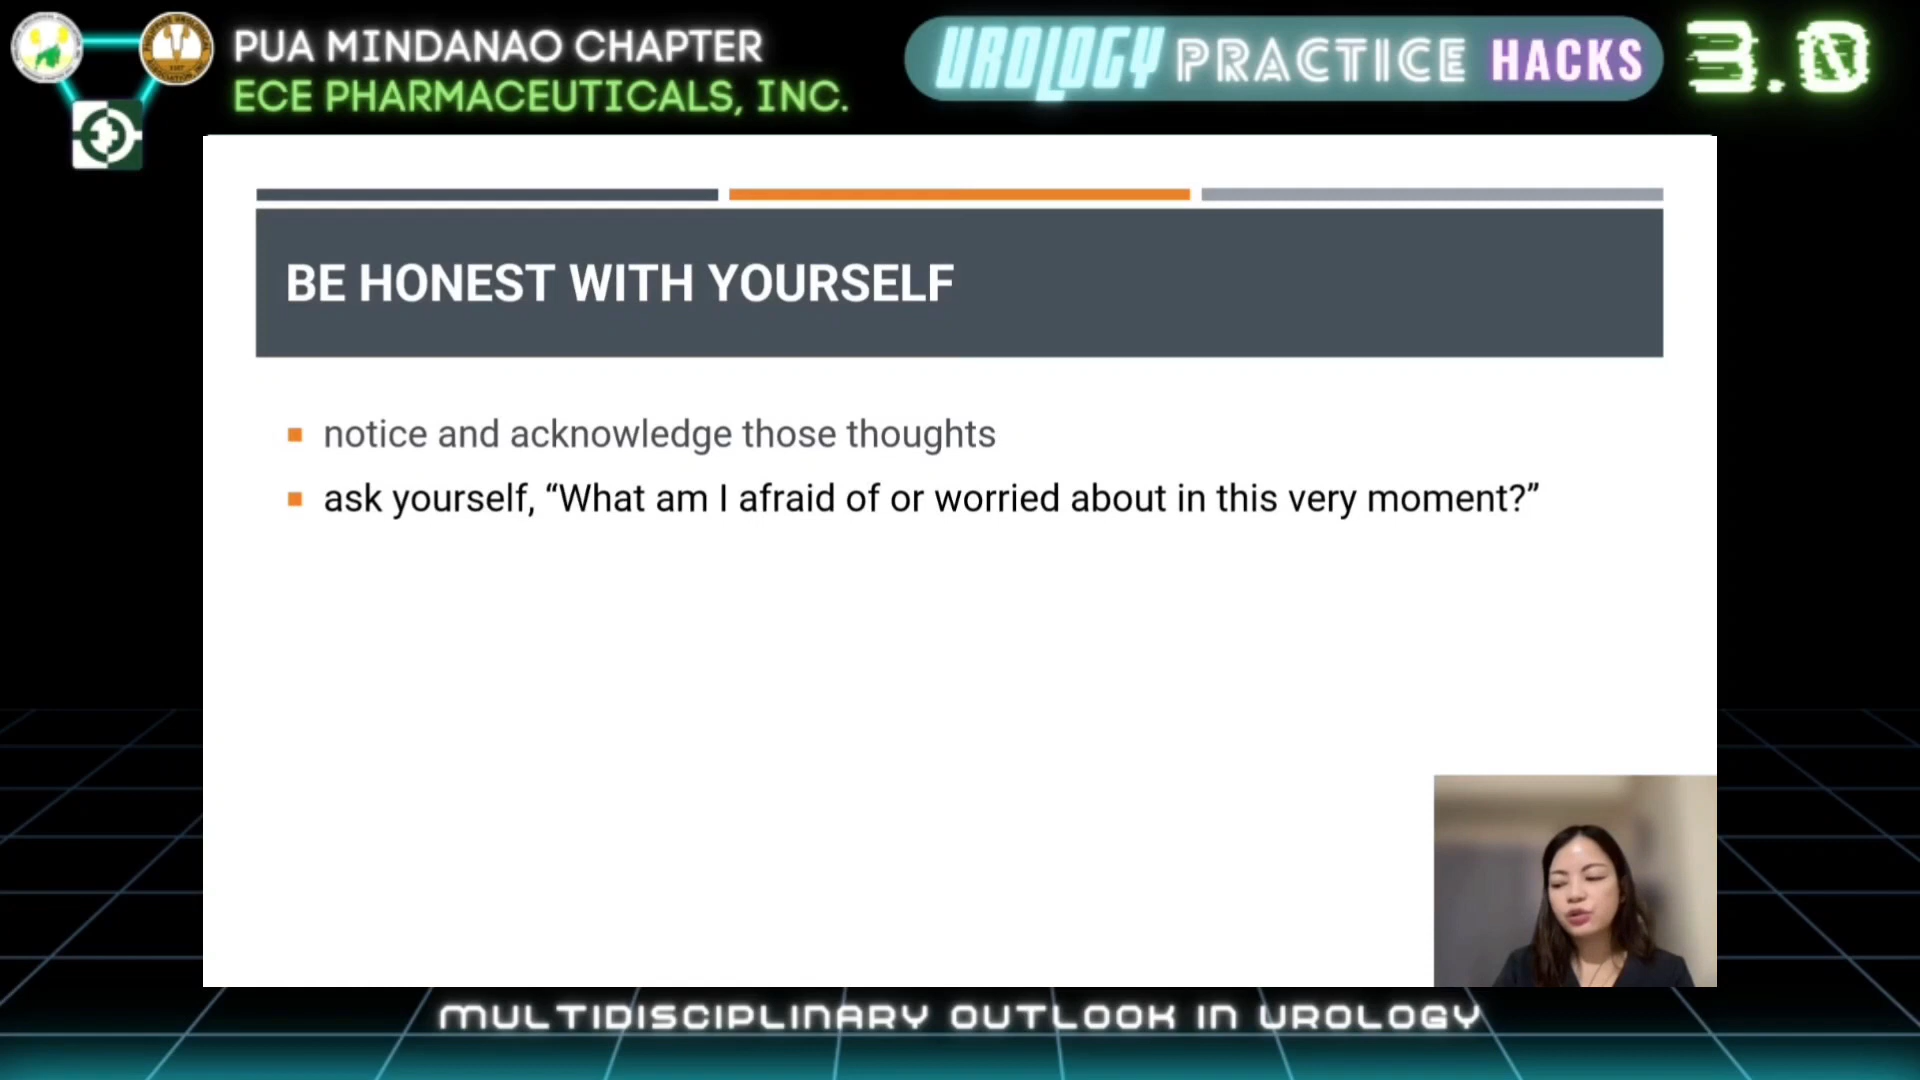 PUA MINDANAO CHAPTER
ECE PHARMACEUTICALS, INC.
UROLOGY PRACTICE HACKS 3.0
BE HONEST WITH YOURSELF
notice and acknowledge those thoughts
ask yourself, “What am I afraid of or worried about in this very moment?”
MULTIDISCIPLINARY OUTLOOK IN UROLOGY